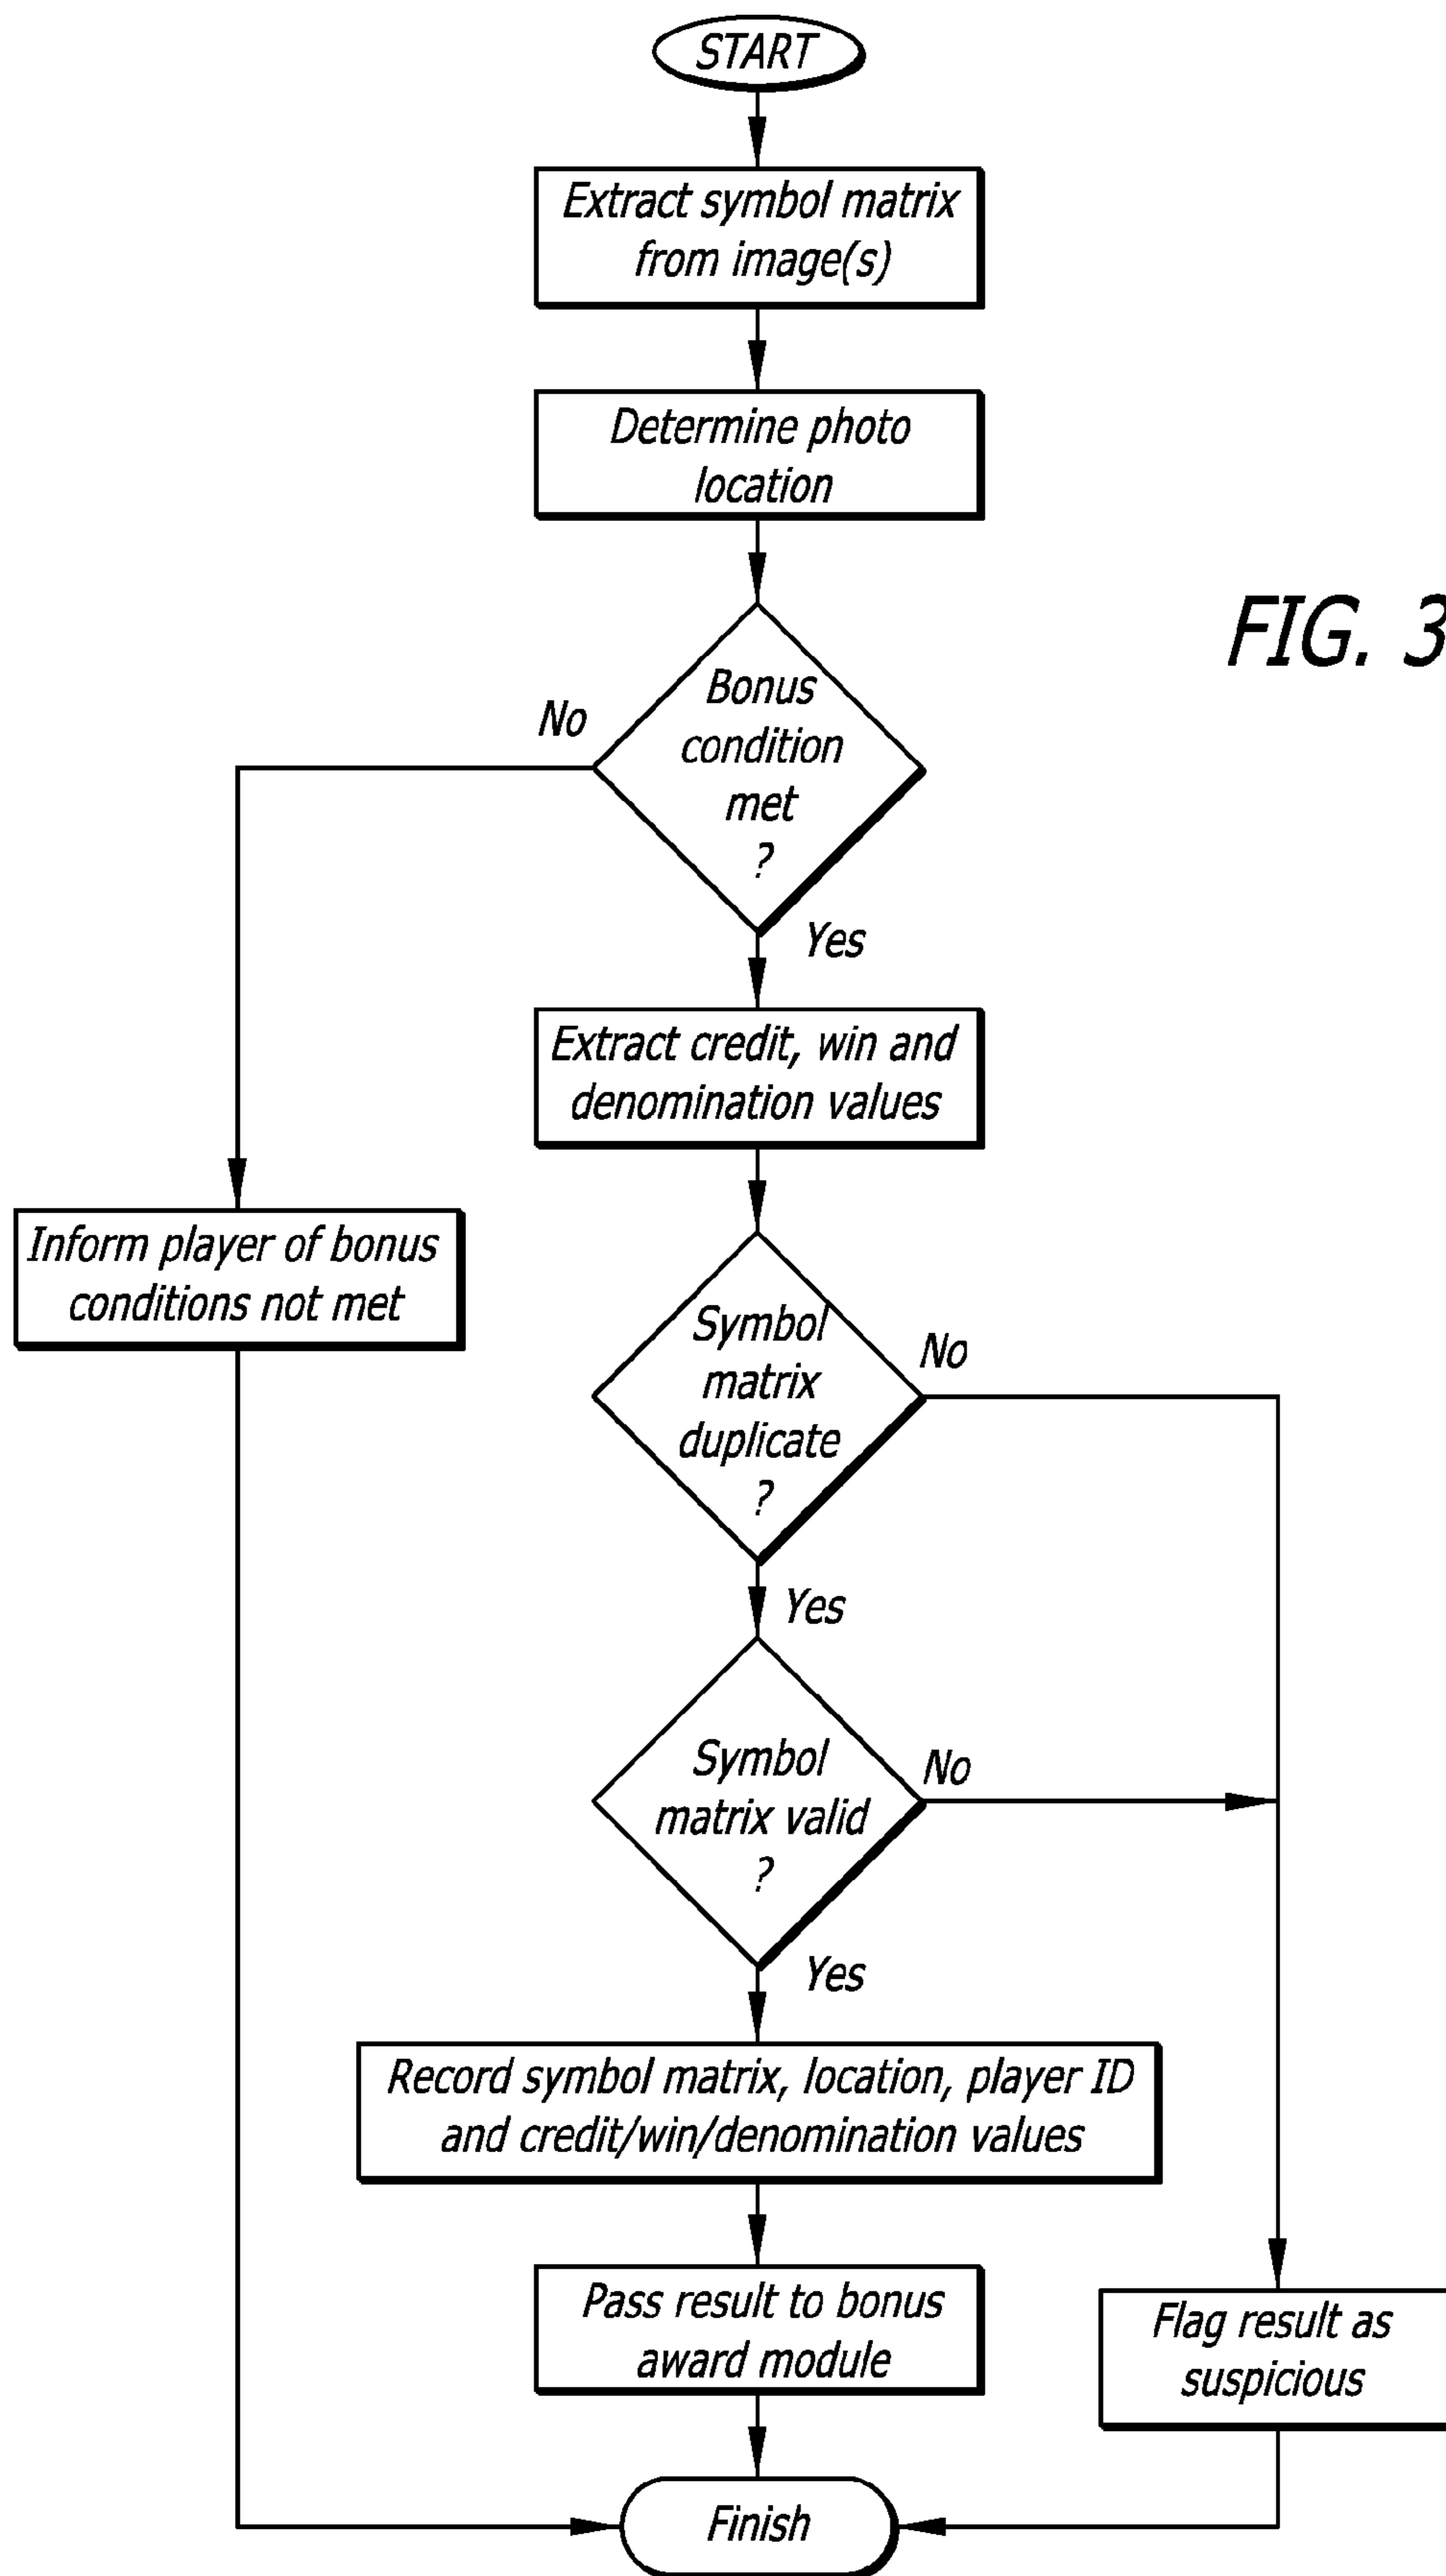 START
Extract symbol matrix
from image(s)
Determine photo
location
FIG. 3
Bonus
condition
met
?
No
Yes
Extract credit, win and
denomination values
Inform player of bonus
conditions not met
Symbol
matrix
duplicate
?
No
Yes
Symbol
matrix valid
?
No
Yes
Record symbol matrix, location, player ID
and credit/win/denomination values
Pass result to bonus
award module
Flag result as
suspicious
Finish